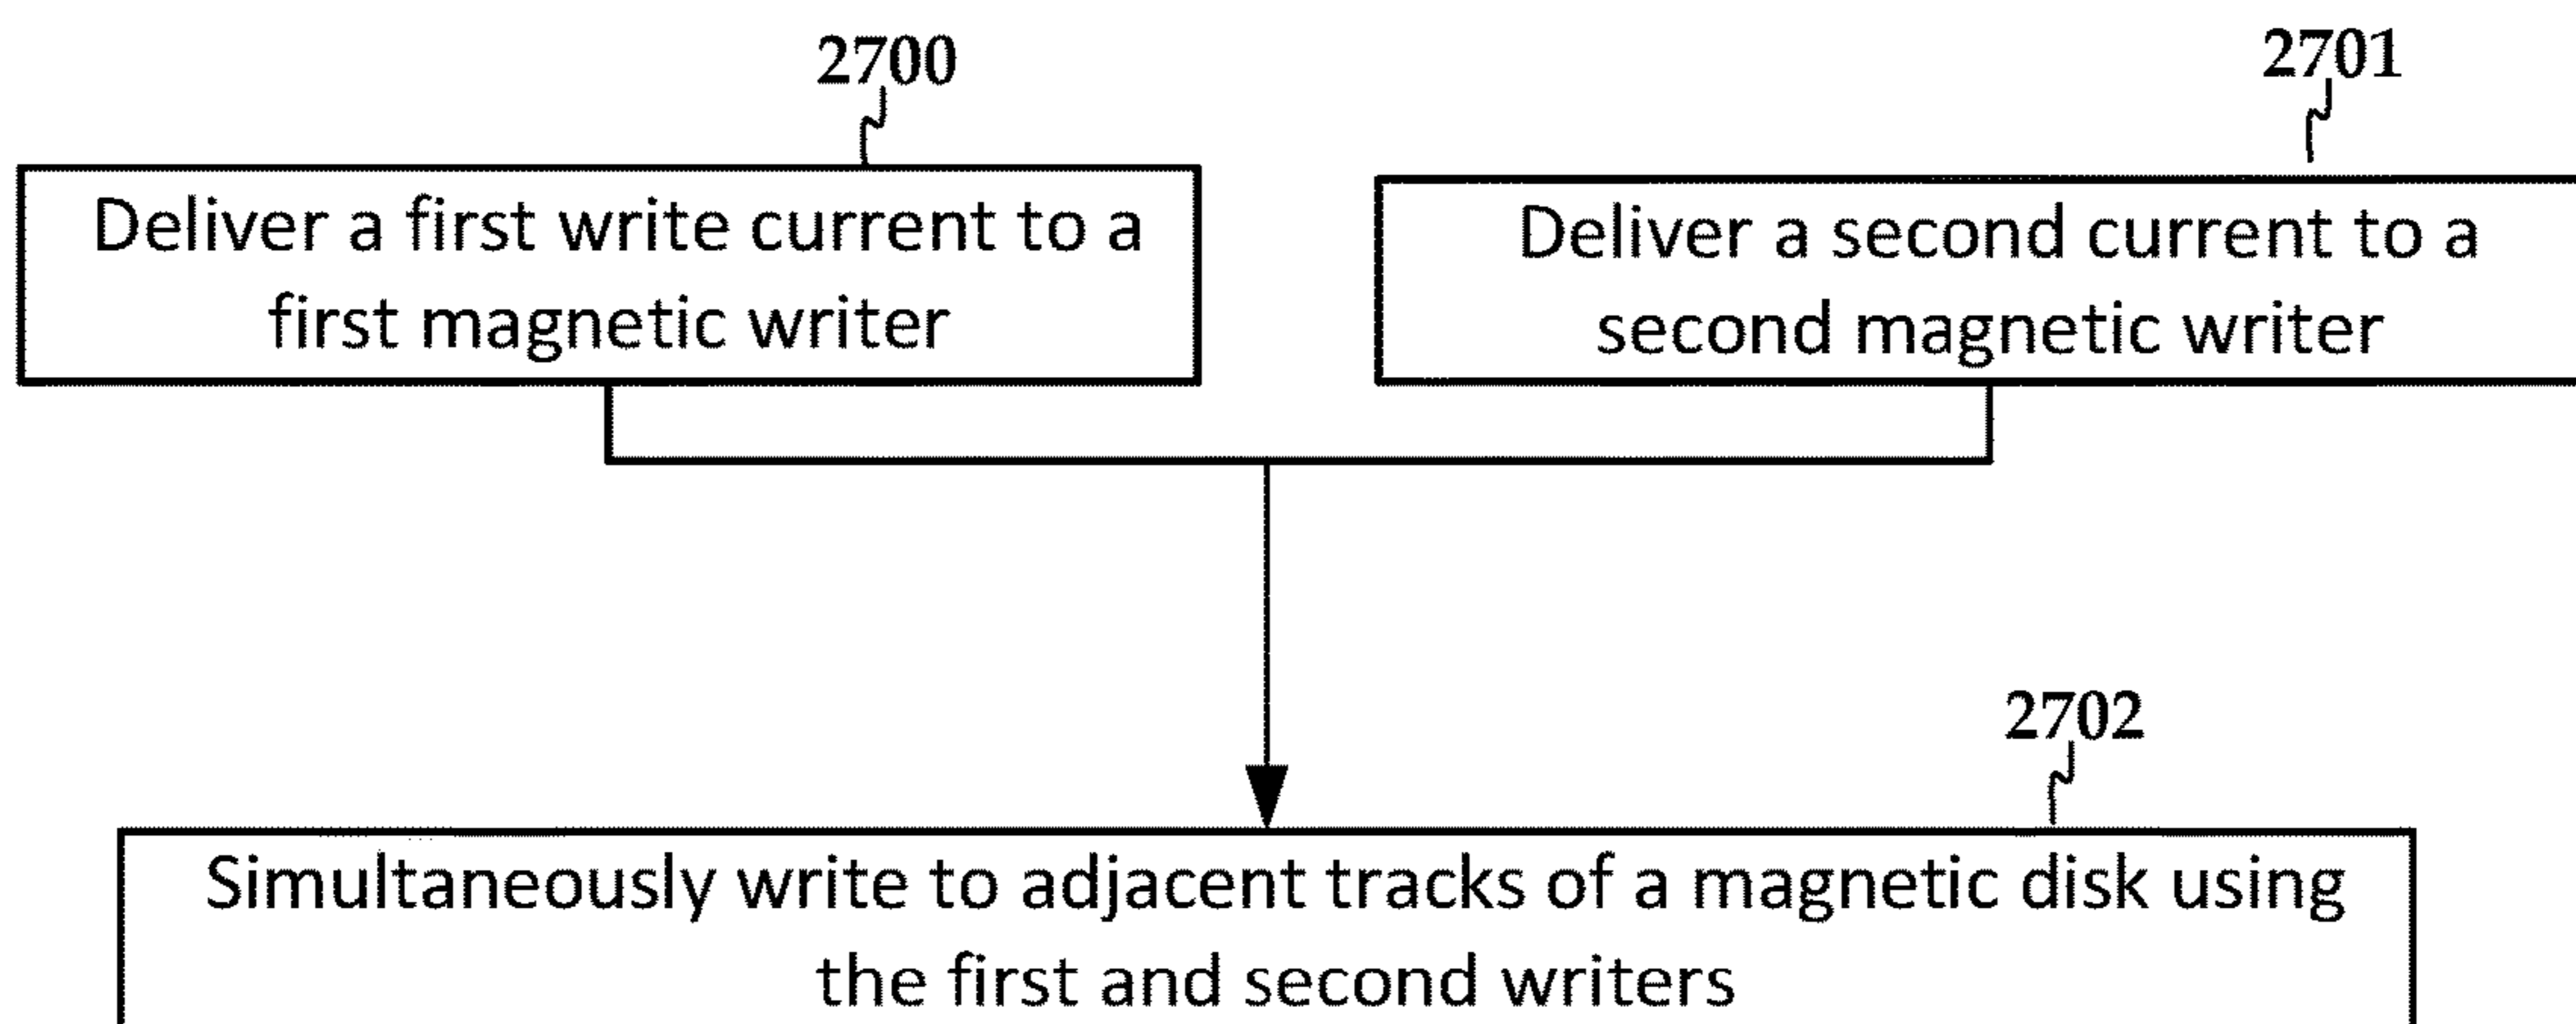 2700
2701
Deliver a first write current to a
first magnetic writer
Deliver a second current to a
second magnetic writer
2702
Simultaneously write to adjacent tracks of a magnetic disk using
the first and second writers